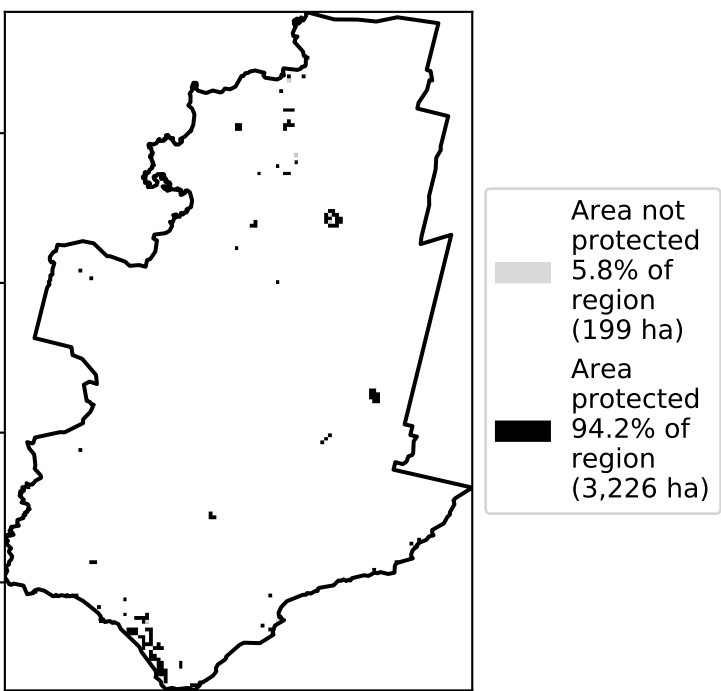 Area not
protected
5.8% of
region
(199 ha)
Area
protected
94.2% of
region
(3,226 ha)